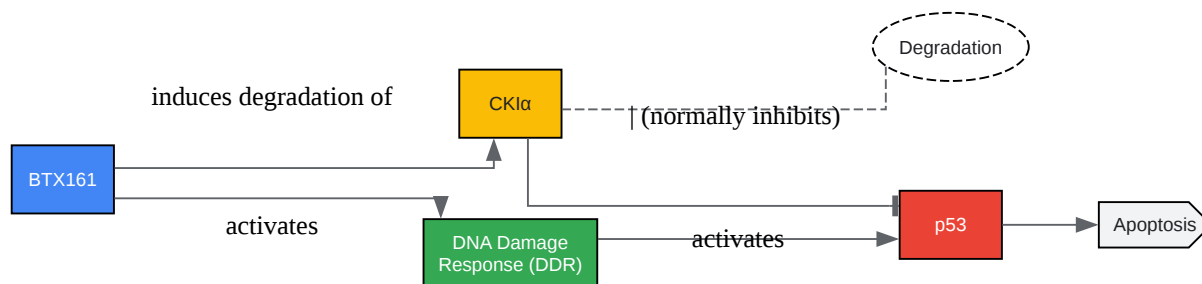 Degradation
induces degradation of
CKIα
| (normally inhibits)
BTX161
activates
DNA Damage
Response (DDR)
activates
p53
Apoptosis